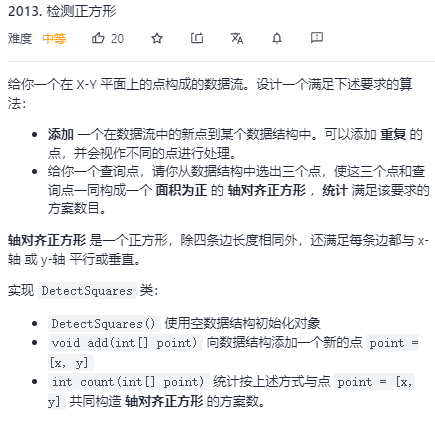 2013. 检测正方形
难度 中等 20
给你一个在 X-Y 平面上的点构成的数据流。设计一个满足下述要求的算
法：
• 添加 一个在数据流中的新点到某个数据结构中。可以添加 重复 的
点，并会视作不同的点进行处理。
• 给你一个查询点，请你从数据结构中选出三个点，使这三个点和查
询点一同构成一个 面积为正 的 轴对齐正方形 ，统计 满足该要求的
方案数目。
轴对齐正方形 是一个正方形，除四条边长度相同外，还满足每条边都与 x-
轴 或 y-轴 平行或垂直。
实现 DetectSquares 类：
• DetectSquares() 使用空数据结构初始化对象
• void add(int[] point) 向数据结构添加一个新的点 point =
[x, y]
• int count(int[] point) 统计按上述方式与点 point = [x,
y] 共同构造 轴对齐正方形 的方案数。